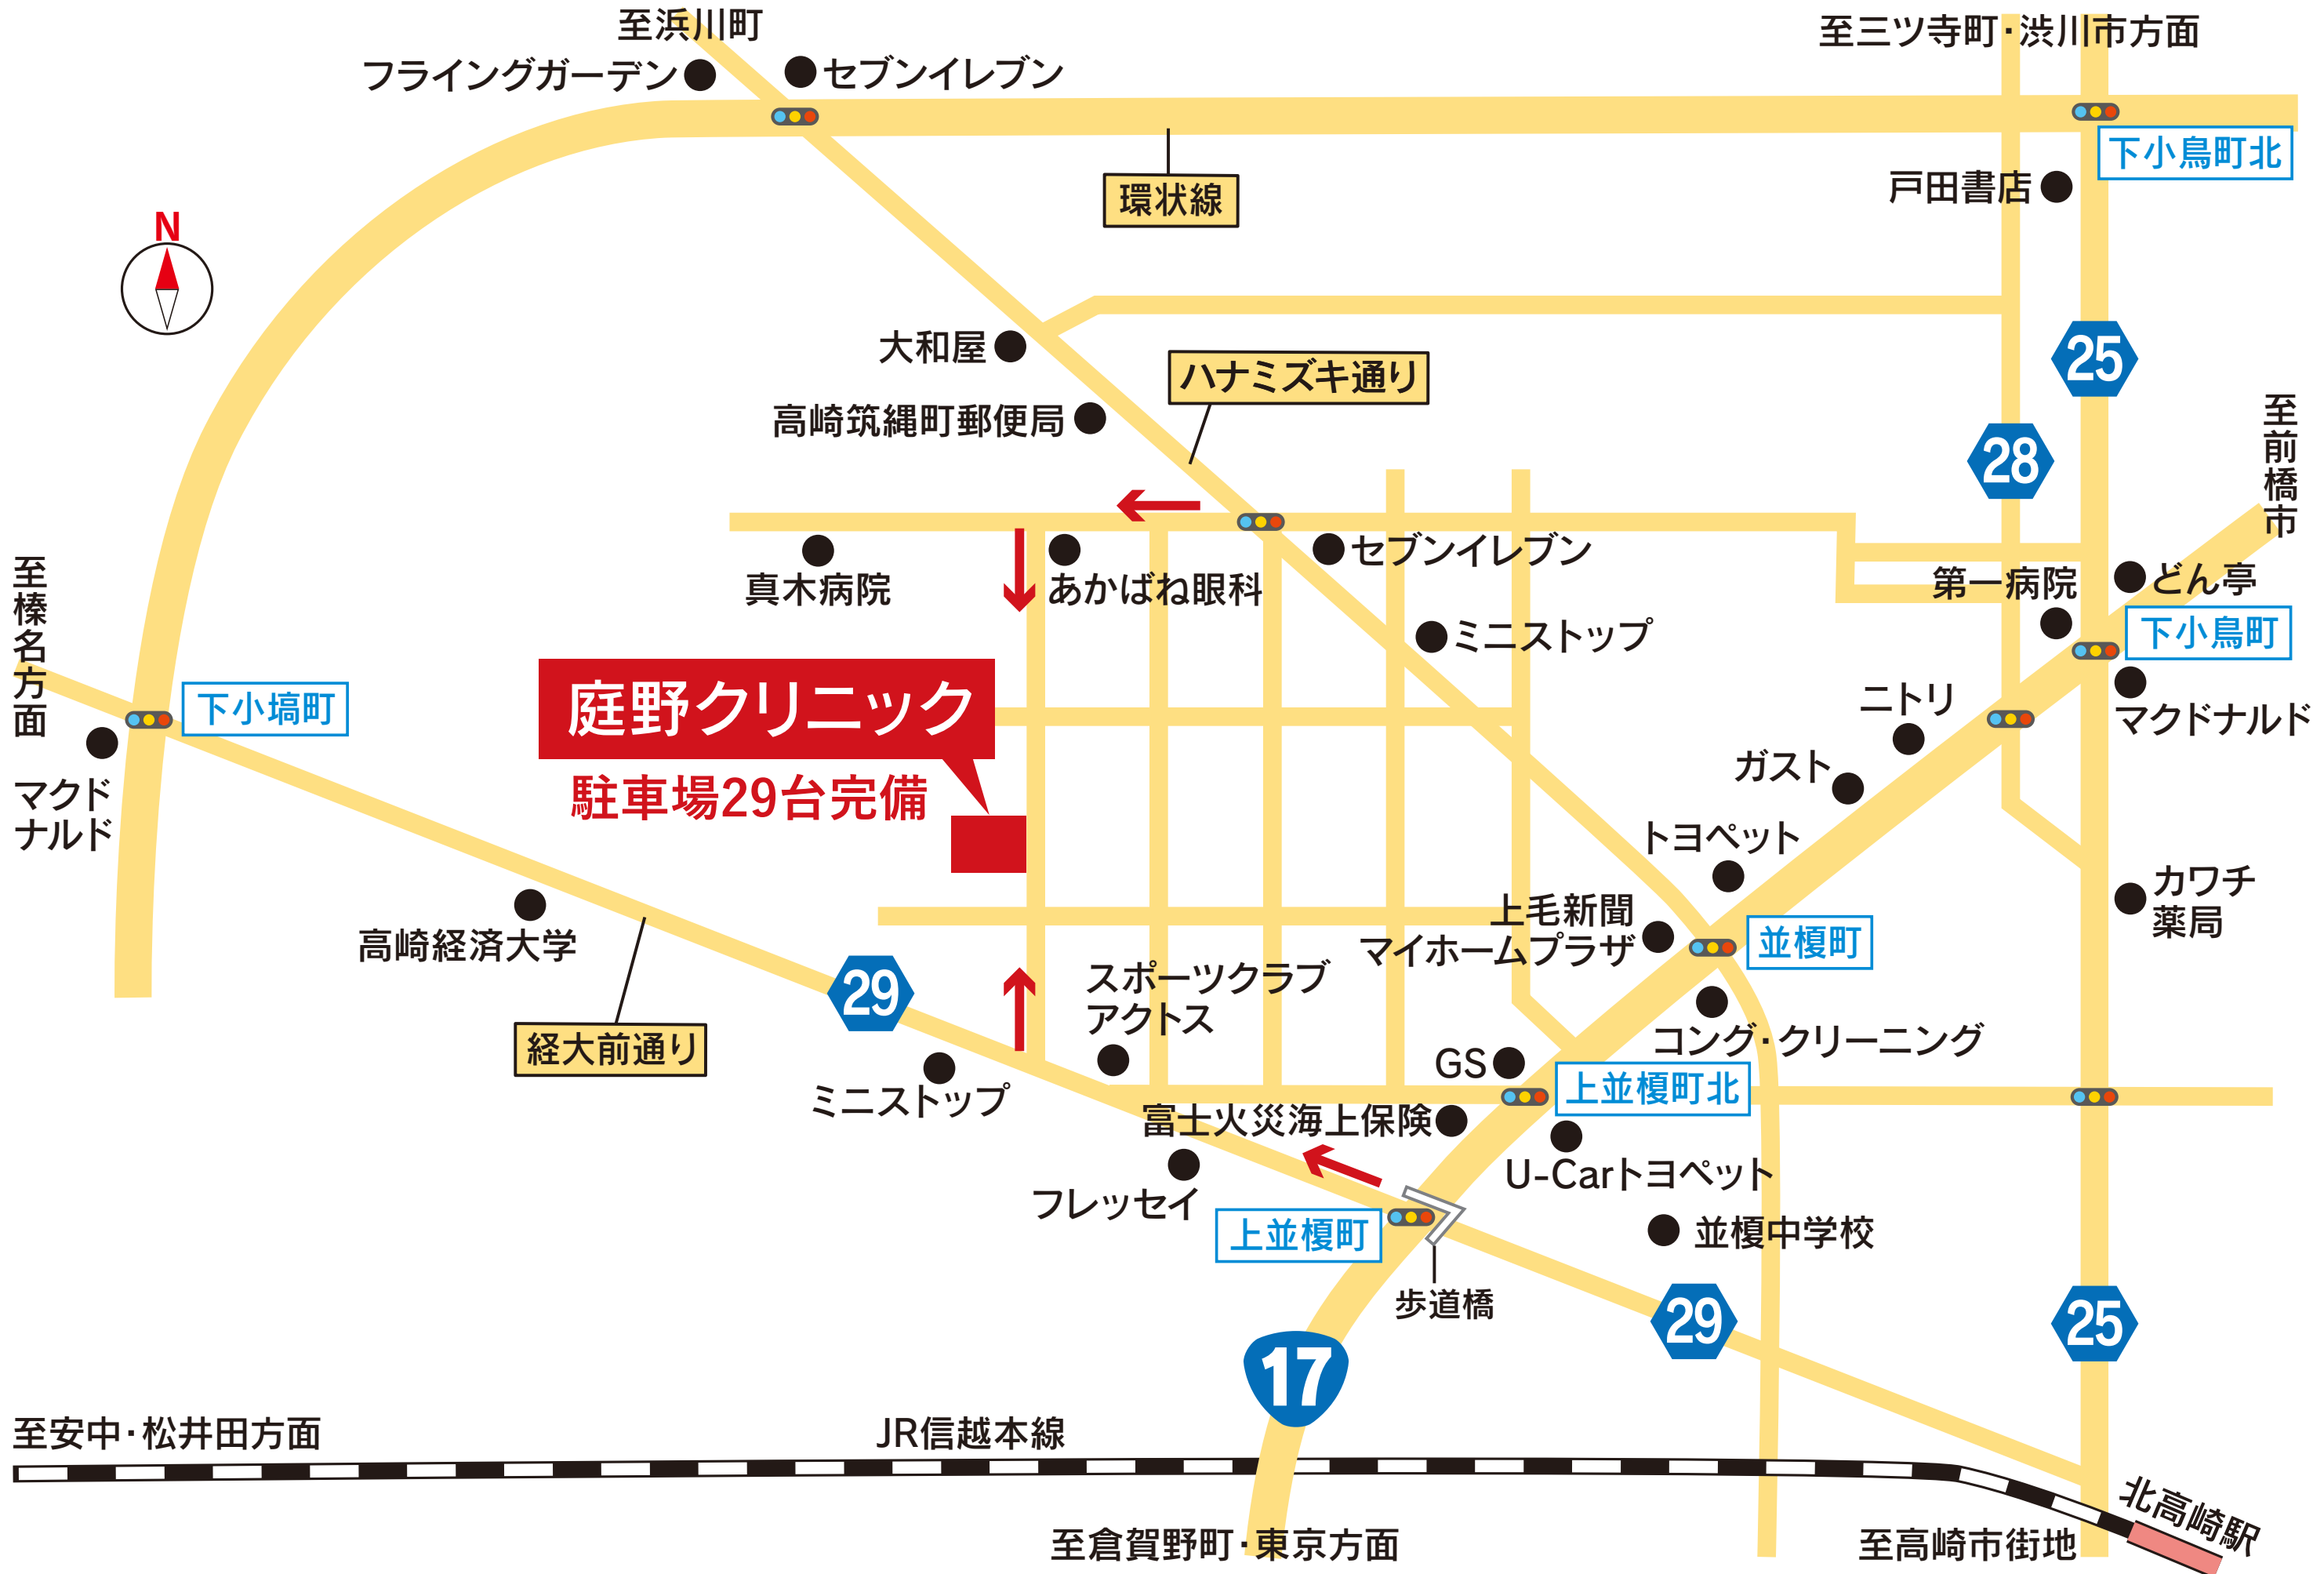 至浜川町
至三ツ寺町・渋川市方面
フライングガーデン
セブンイレブン
下小鳥町北
戸田書店
環状線
N
大和屋
ハナミズキ通り
25
高崎筑縄町郵便局
28
至前橋市
セブンイレブン
至榛名方面
真木病院
あかばね眼科
第一病院
どん亭
ミニストップ
下小鳥町
庭野クリニック
下小塙町
ニトリ
マクドナルド
ガスト
マクド
ナルド
駐車場29台完備
トヨペット
カワチ
薬局
高崎経済大学
上毛新聞
マイホームプラザ
並榎町
29
スポーツクラブ
アクトス
経大前通り
コング・クリーニング
GS
ミニストップ
上並榎町北
富士火災海上保険
U-Carトヨペット
フレッセイ
上並榎町
並榎中学校
歩道橋
29
25
17
至安中・松井田方面
JR信越本線
北高崎駅
至倉賀野町・東京方面
至高崎市街地